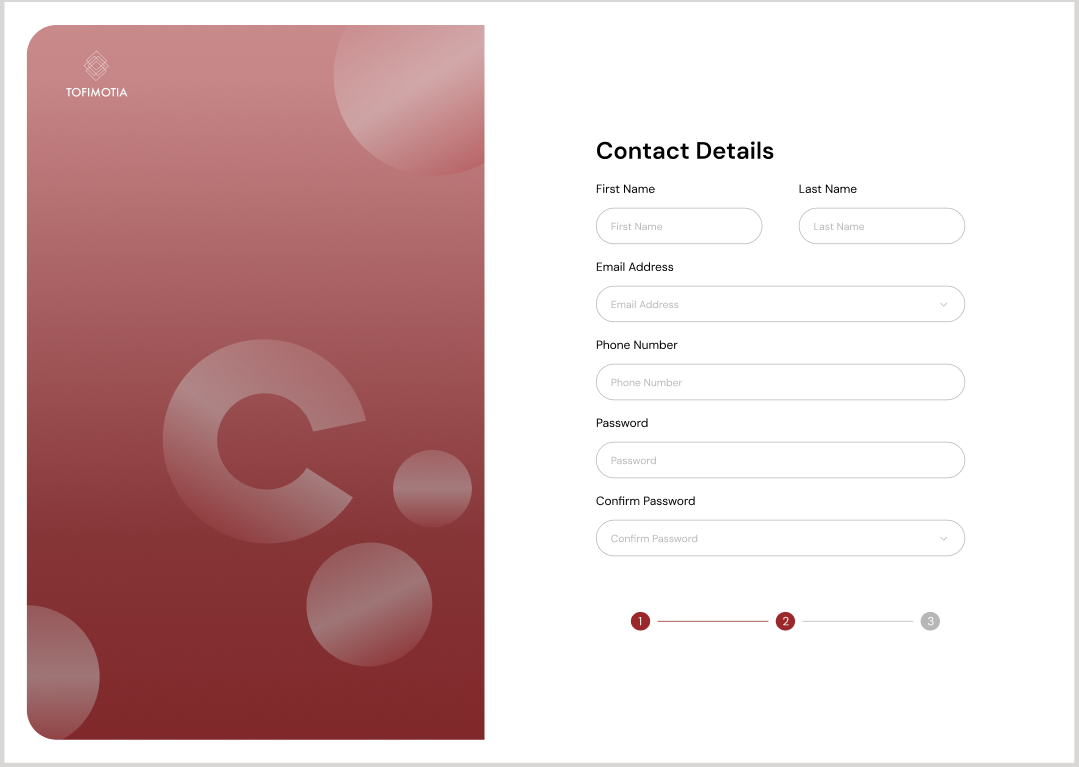 TOFIMOTIA
Contact Details
First Name Last Name
First Name Last Name
Email Address
Email Address
Phone Number
Phone Number
Password
Password
Confirm Password
Confirm Password
1 2 3